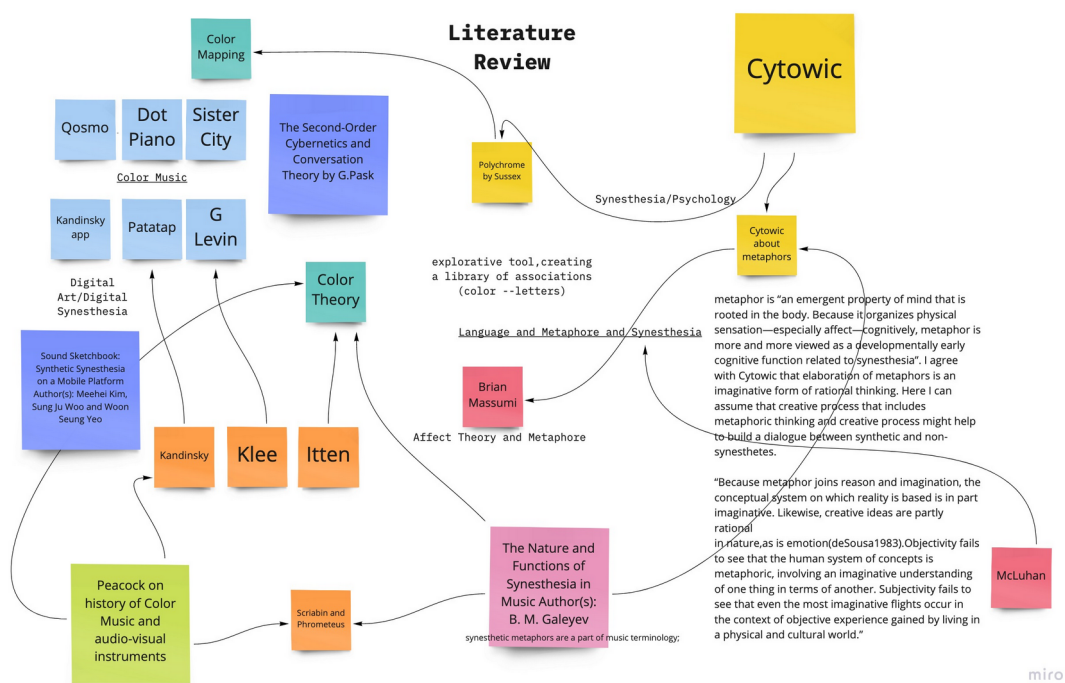 Literature
Review
Color
Mapping
Cytowic
Qosmo
Dot
Piano
Sister
City
The Second-Order
Cybernetics and
Conversation
Theory by G.Pask
Polychrome
by Sussex
Color Music
Synesthesia/Psychology
Kandinsky
app
Patatap
G
Levin
Cytowic
about
metaphors
explorative tool,creating
a library of associations
(color --letters)
Color
Theory
Digital
Art/Digital
Synesthesia
Language and Metaphore and Synesthesia
metaphor is “an emergent property of mind that is
rooted in the body. Because it organizes physical
sensation—especially affect—cognitively, metaphor is
more and more viewed as a developmentally early
cognitive function related to synesthesia“. I agree
with Cytowic that elaboration of metaphors is an
imaginative form of rational thinking. Here I can
assume that creative process that includes
metaphoric thinking and creative process might help
to build a dialogue between synthetic and non-
synesthetes.
Sound Sketchbook:
Synthetic Synesthesia
on a Mobile Platform
Author(s): Meehei Kim,
Sung Ju Woo and Woon
Seung Yeo
Brian
Massumi
Affect Theory and Metaphore
Kandinsky
Klee
Itten
“Because metaphor joins reason and imagination, the
conceptual system on which reality is based is in part
imaginative. Likewise, creative ideas are partly
rational
in nature,as is emotion(deSousa1983).Objectivity fails
to see that the human system of concepts is
metaphoric, involving an imaginative understanding
of one thing in terms of another. Subjectivity fails to
see that even the most imaginative flights occur in
the context of objective experience gained by living in
a physical and cultural world.”
McLuhan
Peacock on
history of Color
Music and
audio-visual
instruments
Scriabin and
Phrometeus
The Nature and
Functions of
Synesthesia in
Music Author(s):
B. M. Galeyev
synesthetic metaphors are a part of music terminology;
miro